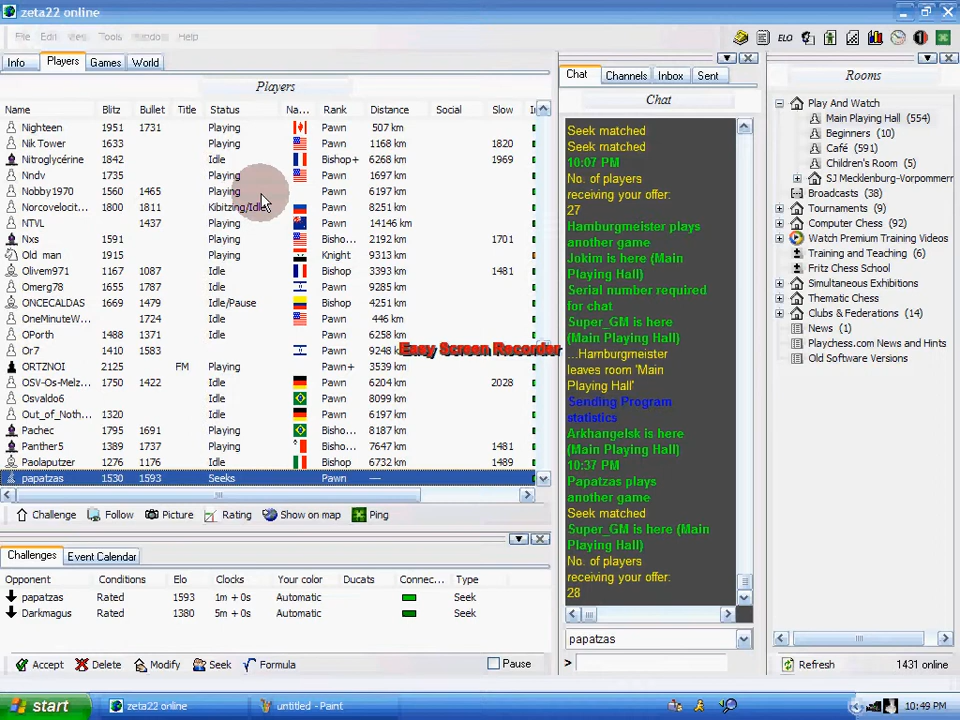 zeta22 online
File Edit View Tools Window Help
ELO
Info Players Games World
Players
Name Blitz Bullet Title Status Na... Rank Distance Social Slow
Nighteen 1951 1731 Playing Pawn 507 km
Nik Tower 1633 Playing Pawn 1168 km 1820
Nitroglycérine 1842 Idle Bishop+ 6268 km 1969
Nndv 1735 Playing Pawn 1697 km
Nobby1970 1560 1465 Playing Pawn 6197 km
Norcovelocit... 1800 1811 Kibitzing/Idle Pawn 8251 km
NTVL 1437 Playing Pawn 14146 km
Nxs 1591 Playing Bisho... 2192 km 1701
Old man 1915 Playing Knight 9313 km
Olivem971 1167 1087 Idle Bishop 3393 km 1481
Omerg78 1655 1787 Idle Pawn 9248 km
ONCECALDAS 1669 1479 Idle/Pause Bishop 4251 km
OneMinuteW... 1724 Idle Pawn 446 km
OPorth 1488 1371 Idle Pawn 6258 km
Or7 1410 1583 Pawn 9248 km
ORTZNOI 2125 FM Playing Pawn+ 3539 km
OSV-Os-Melz... 1750 1422 Idle Pawn 6204 km 2028
Osvaldo6 Idle Pawn 8099 km
Out_of_Noth... 1320 Idle Pawn 6197 km
Pachec 1795 1691 Playing Bisho... 8187 km
Panther5 1389 1737 Playing Bisho... 7647 km 1481
Paolaputzer 1276 1176 Idle Bishop 6732 km 1489
papatzas 1530 1593 Seeks Pawn —
Challenge Follow Picture Rating Show on map Ping
Challenges Event Calendar
Opponent Conditions Elo Clocks Your color Ducats Connec... Type
papatzas Rated 1593 1m + 0s Automatic Seek
Darkmagus Rated 1380 5m + 0s Automatic Seek
Accept Delete Modify Seek Formula Pause
Easy Screen Recorder
Chat Channels Inbox Sent
Chat
Seek matched
Seek matched
10:07 PM
No. of players
receiving your offer:
27
Hamburgmeister plays
another game
Jokim is here (Main
Playing Hall)
Serial number required
for chat
Super_GM is here
(Main Playing Hall)
...Hamburgmeister
leaves room 'Main
Playing Hall'
Sending Program
statistics
Arkhangelsk is here
(Main Playing Hall)
10:37 PM
Papatzas plays
another game
Seek matched
Super_GM is here (Main
Playing Hall)
No. of players
receiving your offer:
28
papatzas
>
Rooms
Play And Watch
Main Playing Hall (554)
Beginners (10)
Café (591)
Children's Room (5)
SJ Mecklenburg-Vorpommern
Broadcasts (38)
Tournaments (9)
Computer Chess (92)
Watch Premium Training Videos
Training and Teaching (6)
Fritz Chess School
Simultaneous Exhibitions
Thematic Chess
Clubs & Federations (14)
News (1)
Playchess.com News and Hints
Old Software Versions
Refresh 1431 online
start zeta22 online untitled - Paint 10:49 PM